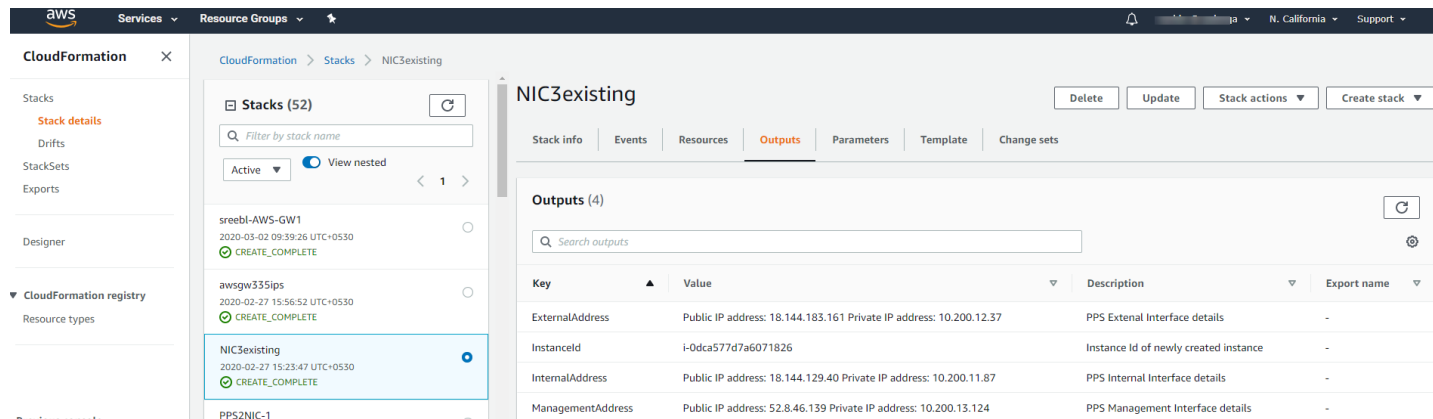 aws Services Resource Groups N. California Support
CloudFormation
Stacks
Stack details
Drifts
StackSets
Exports
Designer
CloudFormation registry
Resource types
CloudFormation > Stacks > NIC3existing
Stacks (52)
Filter by stack name
Active View nested
< 1 >
sreebl-AWS-GW1
2020-03-02 09:39:26 UTC+0530
CREATE_COMPLETE
awsgw335ips
2020-02-27 15:56:52 UTC+0530
CREATE_COMPLETE
NIC3existing
2020-02-27 15:23:47 UTC+0530
CREATE_COMPLETE
PPS2NIC-1
NIC3existing
Delete Update Stack actions Create stack
Stack info Events Resources Outputs Parameters Template Change sets
Outputs (4)
Search outputs
Key Value Description Export name
ExternalAddress Public IP address: 18.144.183.161 Private IP address: 10.200.12.37 PPS Extenal Interface details -
InstanceId i-0dca577d7a6071826 Instance Id of newly created instance -
InternalAddress Public IP address: 18.144.129.40 Private IP address: 10.200.11.87 PPS Internal Interface details -
ManagementAddress Public IP address: 52.8.46.139 Private IP address: 10.200.13.124 PPS Management Interface details -